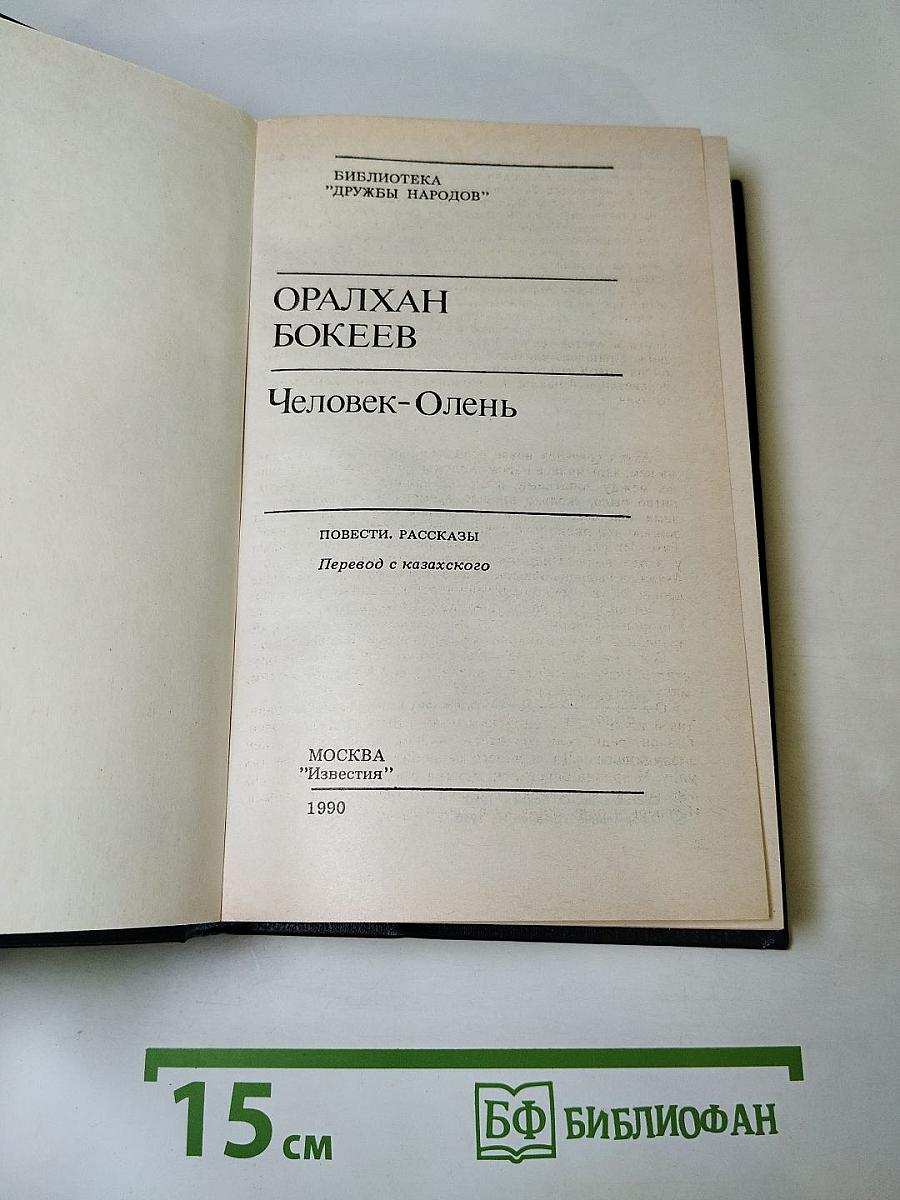 БИБЛИОТЕКА
"ДРУЖБЫ НАРОДОВ"
ОРАЛХАН
БОКЕЕВ
Человек-Олень
ПОВЕСТИ. РАССКАЗЫ
Перевод с казахского
МОСКВА
"Известия"
1990
15 см
БФ БИБЛИОФАН